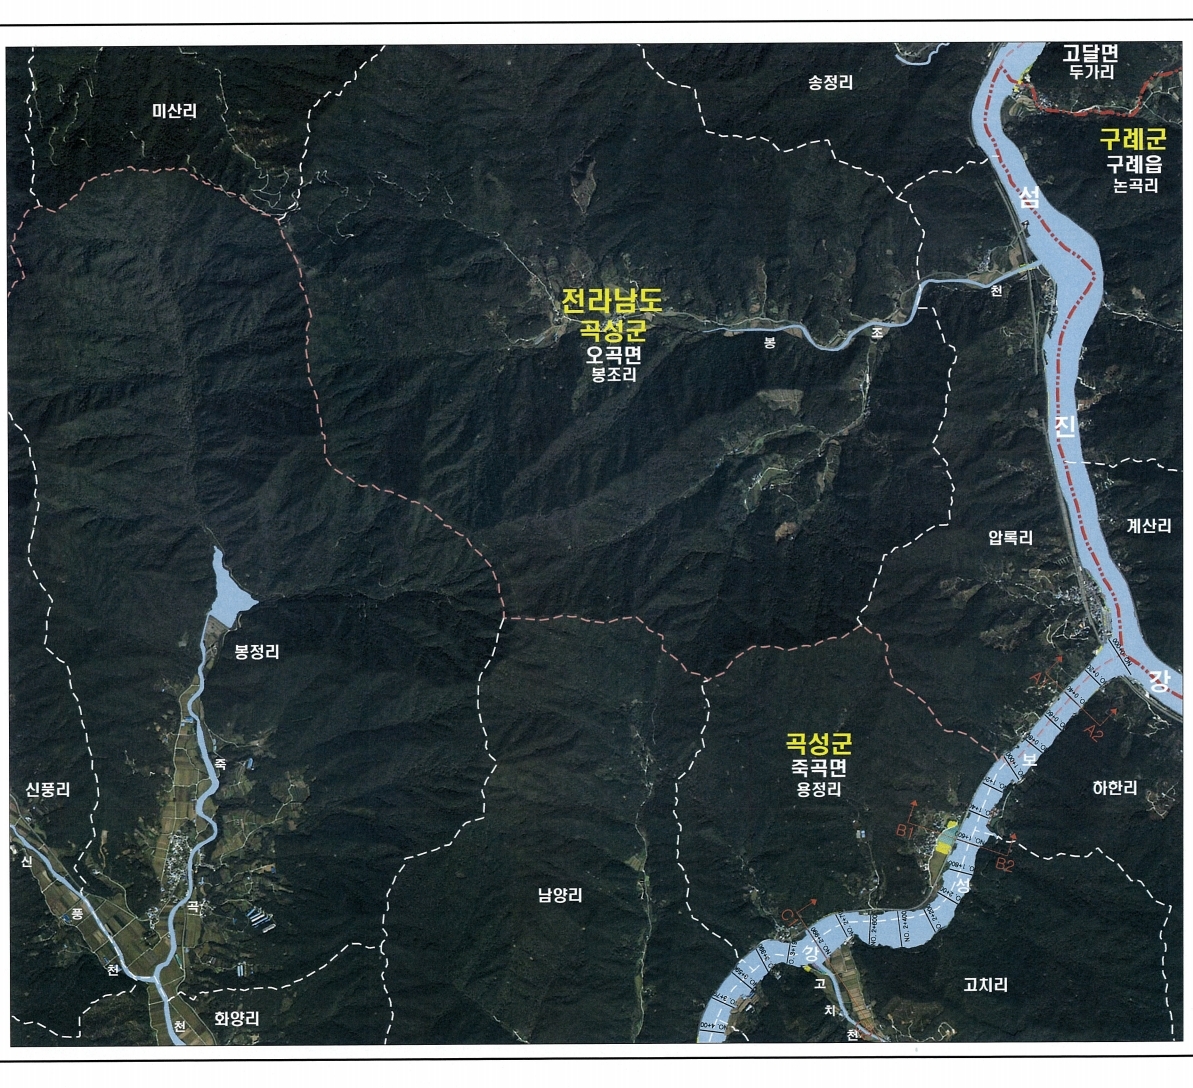 고달면
두가리
송정리
미산리
구례군
구례읍
논곡리
섬
천
전라남도
곡성군
오곡면
봉조리
조
봉
진
계산리
압록리
봉정리
강
A2
곡성군
죽곡면
용정리
보
죽
하한리
신풍리
B1
B2
신
성
남양리
곡
풍
강
천
고
고치리
치
화양리
천
천
NO. 4+00